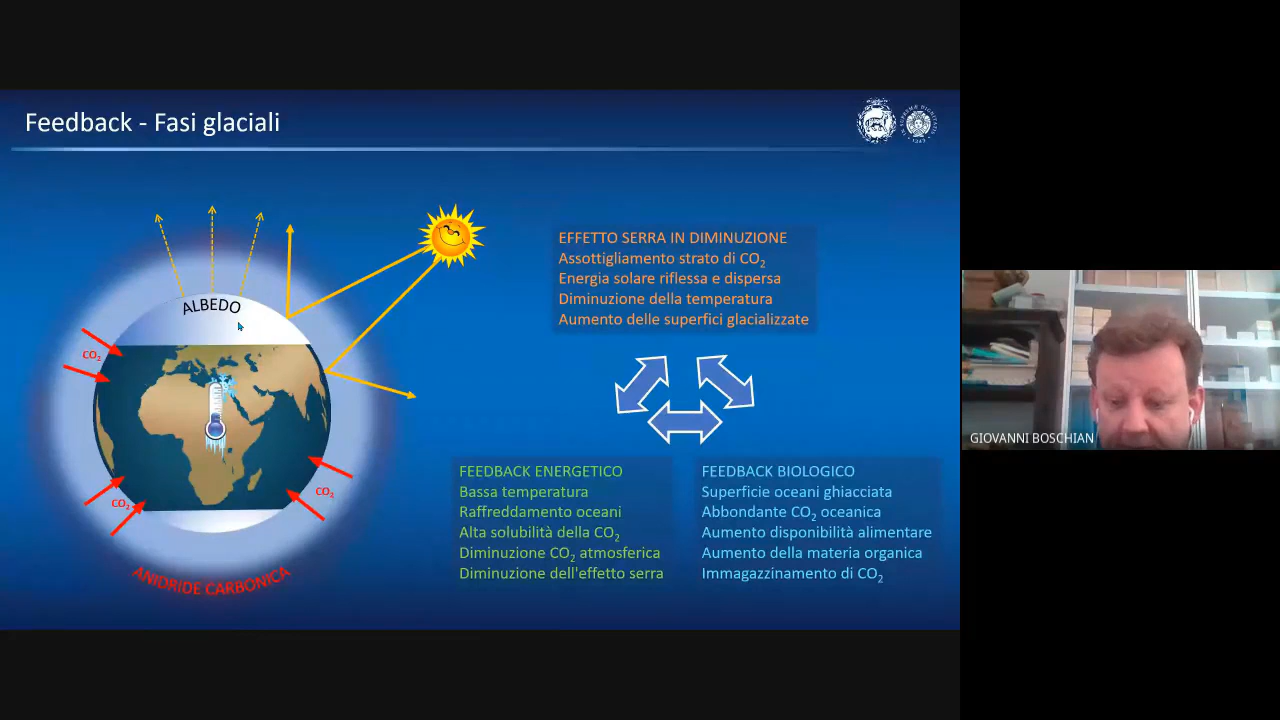 Feedback - Fasi glaciali
ALBEDO
CO₂
CO₂
CO₂
ANIDRIDE CARBONICA
EFFETTO SERRA IN DIMINUZIONE
Assottigliamento strato di CO₂
Energia solare riflessa e dispersa
Diminuzione della temperatura
Aumento delle superfici glacializzate
FEEDBACK ENERGETICO
Bassa temperatura
Raffreddamento oceani
Alta solubilità della CO₂
Diminuzione CO₂ atmosferica
Diminuzione dell'effetto serra
FEEDBACK BIOLOGICO
Superficie oceani ghiacciata
Abbondante CO₂ oceanica
Aumento disponibilità alimentare
Aumento della materia organica
Immagazzinamento di CO₂
GIOVANNI BOSCHIAN